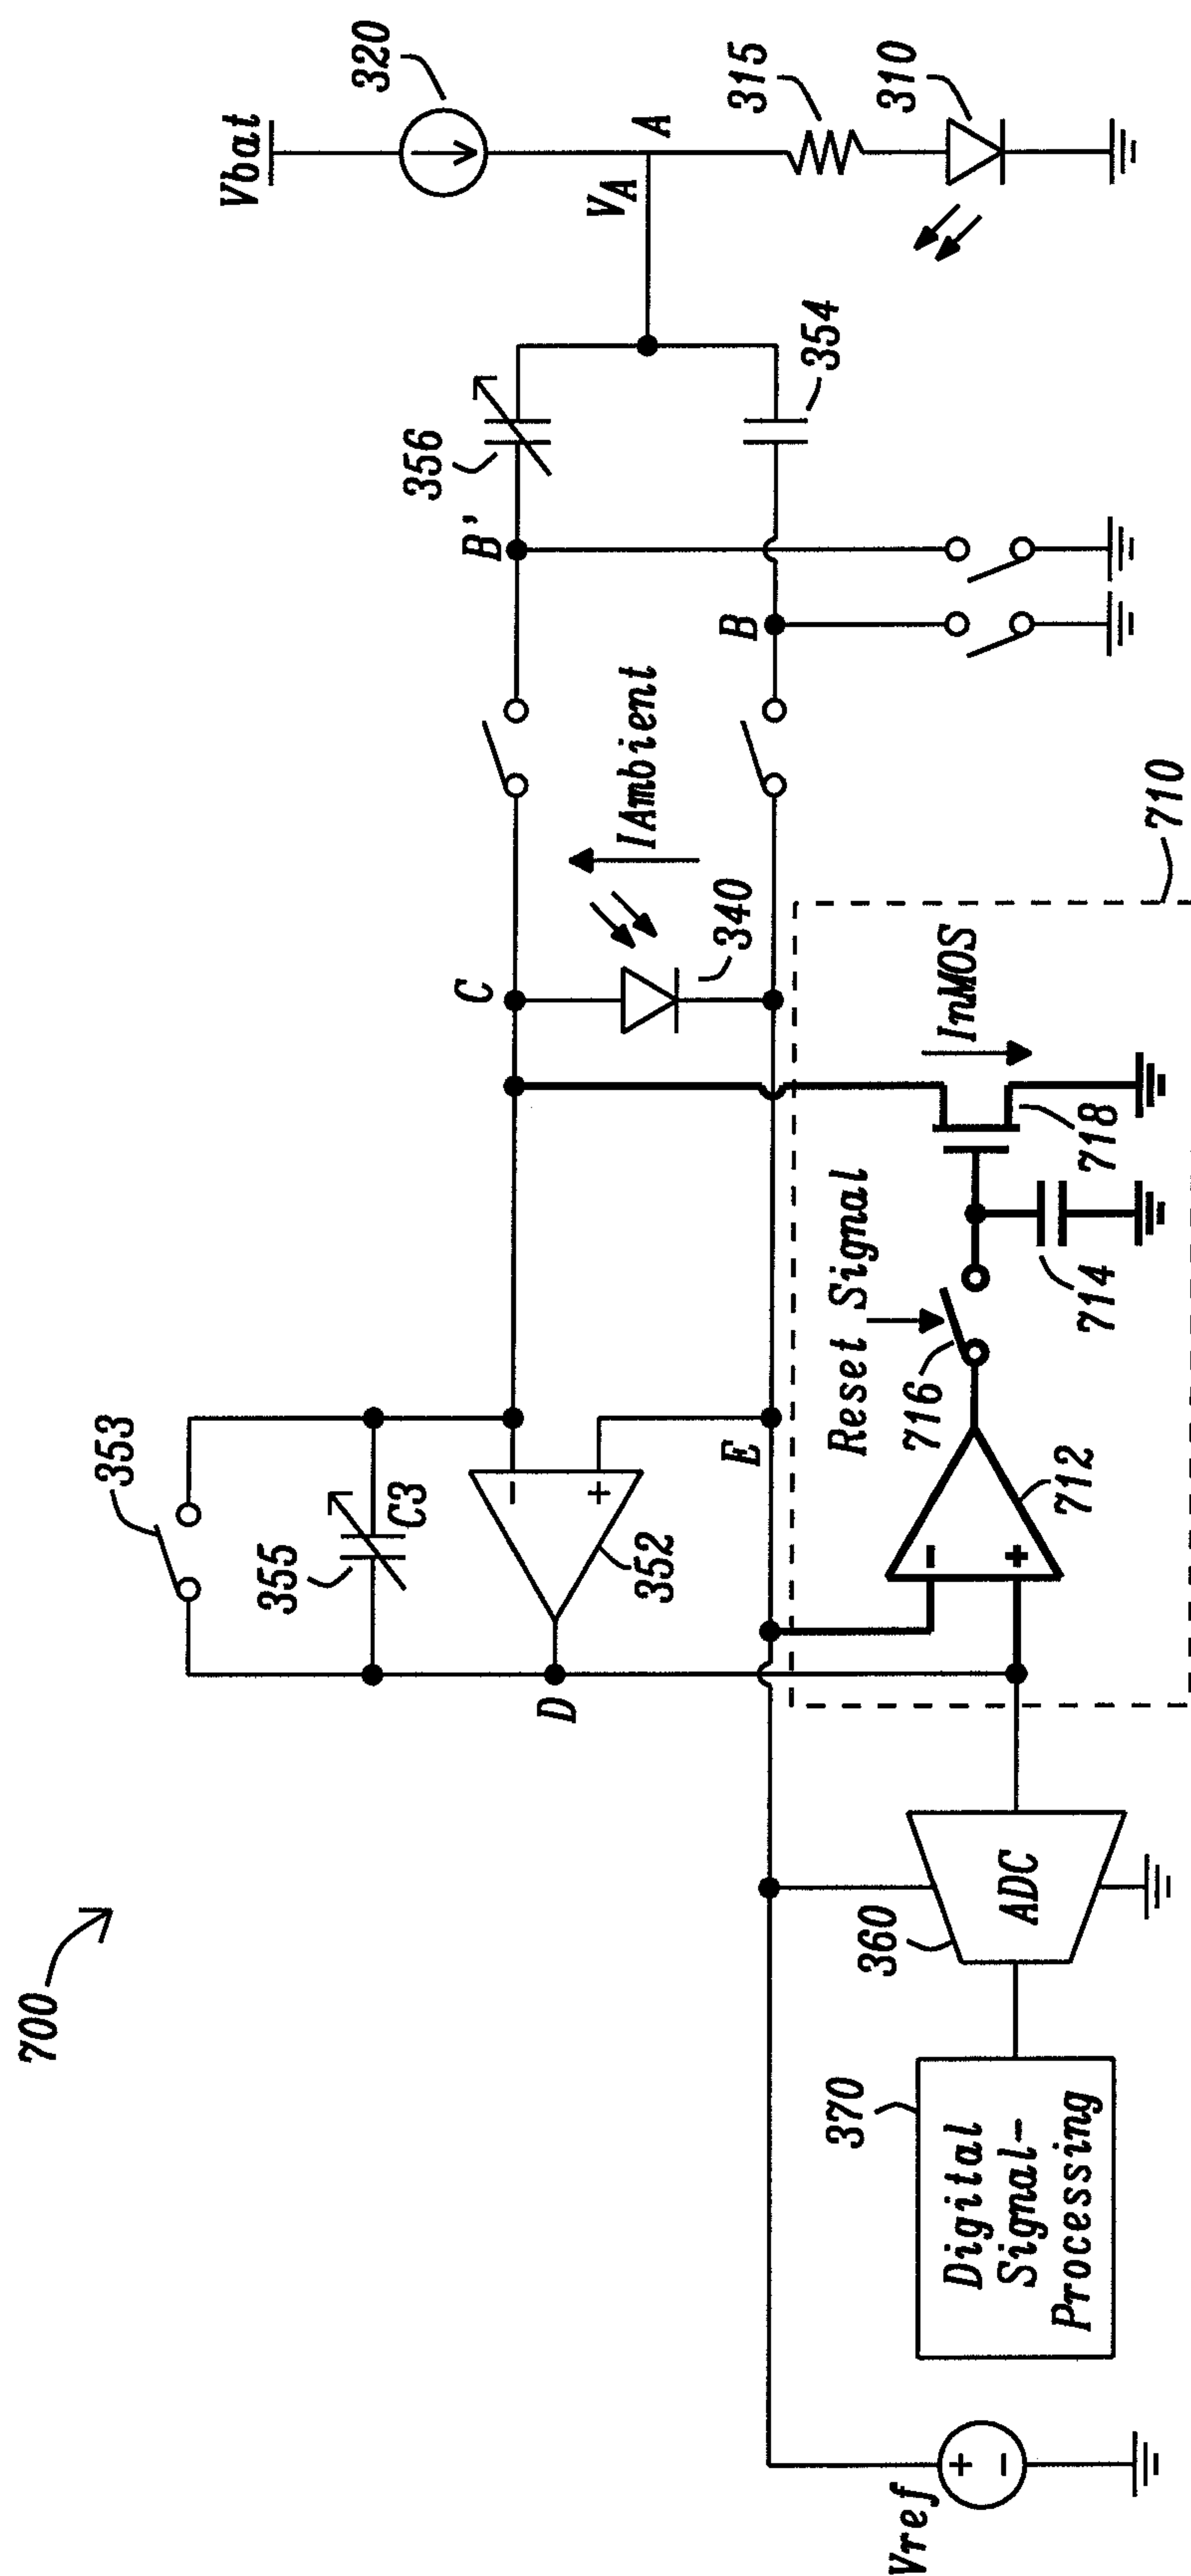 700
Vbat
320
353
355
C3
356
VA
A
315
310
354
B'
B
C
IAmbient
340
D
352
E
Reset Signal
InMOS
710
716
718
714
712
360
ADC
370
Digital
Signal-
Processing
Vref
-
+
-
+
+
-